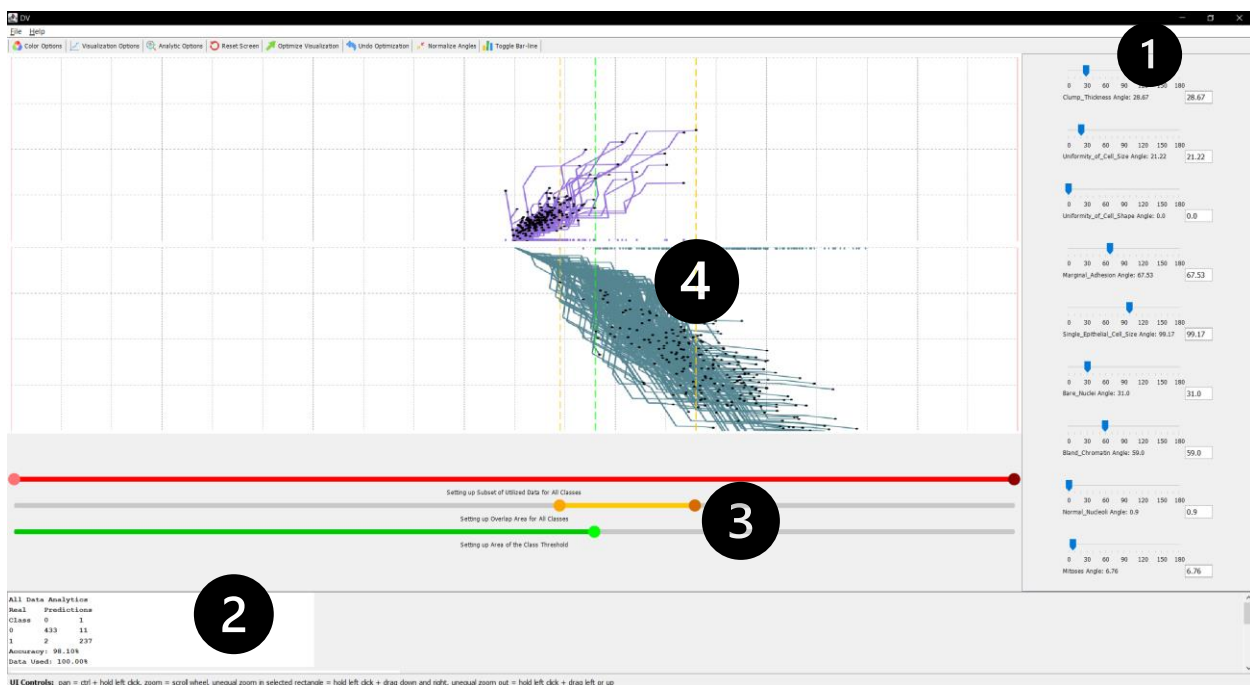 DV
File Help
Color Options Visualization Options Analytic Options Reset Screen Optimize Visualization Undo Optimization Normalize Angles Toggle Bar-line
1
0 30 60 90 120 150 180
Clump_Thickness Angle: 28.67 28.67
0 30 60 90 120 150 180
Uniformity_of_Cell_Size Angle: 21.22 21.22
0 30 60 90 120 150 180
Uniformity_of_Cell_Shape Angle: 0.0 0.0
0 30 60 90 120 150 180
Marginal_Adhesion Angle: 67.53 67.53
0 30 60 90 120 150 180
Single_Epithelial_Cell_Size Angle: 99.17 99.17
0 30 60 90 120 150 180
Bare_Nuclei Angle: 31.0 31.0
0 30 60 90 120 150 180
Bland_Chromatin Angle: 59.0 59.0
0 30 60 90 120 150 180
Normal_Nucleoli Angle: 0.9 0.9
0 30 60 90 120 150 180
Mitoses Angle: 6.76 6.76
4
Setting up Subset of Utilized Data for All Classes
Setting up Overlap Area for All Classes
3
Setting up Area of the Class Threshold
All Data Analytics
Real Predictions
Class 0 1
0 433 11
1 2 237
Accuracy: 98.10%
Data Used: 100.00%
2
UI Controls: pan = ctrl + hold left click, zoom = scroll wheel, unequal zoom in selected rectangle = hold left click + drag down and right, unequal zoom out = hold left click + drag left or up